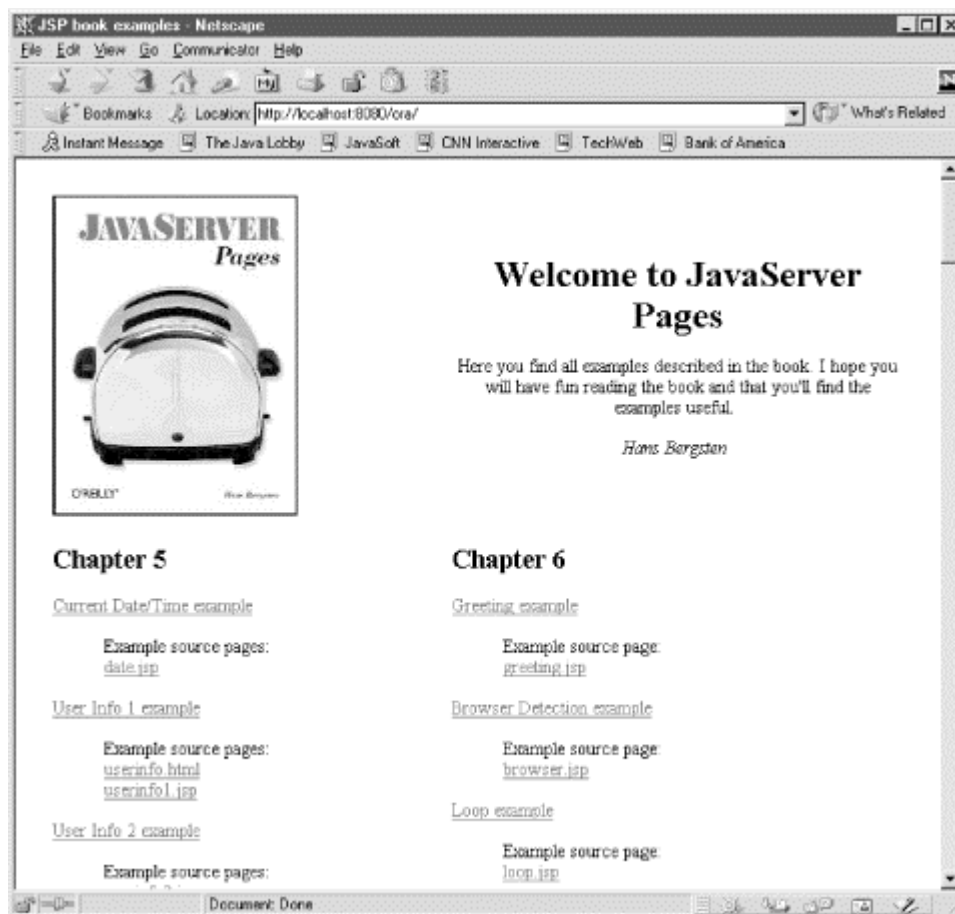 JSP book examples - Netscape
File Edit View Go Communicator Help
Bookmarks Location: http://localhost:8080/ora/ What's Related
Instant Message The Java Lobby JavaSoft CNN Interactive TechWeb Bank of America
JAVASERVER
Pages
O'REILLY
Hans Bergsten
Welcome to JavaServer
Pages
Here you find all examples described in the book. I hope you
will have fun reading the book and that you'll find the
examples useful.
Hans Bergsten
Chapter 5
Current Date/Time example
Example source pages:
date.jsp
User Info 1 example
Example source pages:
userinfo.html
userinfo1.jsp
User Info 2 example
Example source pages:
Chapter 6
Greeting example
Example source page:
greeting.jsp
Browser Detection example
Example source page:
browser.jsp
Loop example
Example source page:
loop.jsp
Document: Done